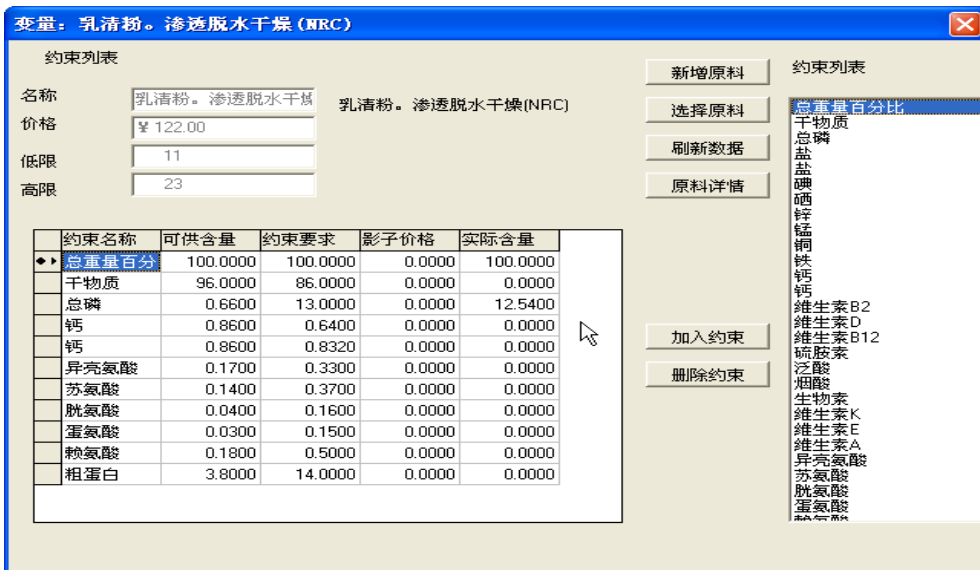 变量: 乳清粉。渗透脱水干燥(NRC)
约束列表
名称 乳清粉。渗透脱水干燥 乳清粉。渗透脱水干燥(NRC)
价格 ￥122.00
低限 11
高限 23
新增原料
选择原料
刷新数据
原料详情
约束名称 可供含量 约束要求 影子价格 实际含量
总重量百分 100.0000 100.0000 0.0000 100.0000
干物质 96.0000 86.0000 0.0000 0.0000
总磷 0.6600 13.0000 0.0000 12.5400
钙 0.8600 0.6400 0.0000 0.0000
钙 0.8600 0.8320 0.0000 0.0000
异亮氨酸 0.1700 0.3300 0.0000 0.0000
苏氨酸 0.1400 0.3700 0.0000 0.0000
胱氨酸 0.0400 0.1600 0.0000 0.0000
蛋氨酸 0.0300 0.1500 0.0000 0.0000
赖氨酸 0.1800 0.5000 0.0000 0.0000
粗蛋白 3.8000 14.0000 0.0000 0.0000
加入约束
删除约束
约束列表
总重量百分比
干物质
总磷
盐
盐
碘
硒
锌
锰
铜
铁
钙
钙
维生素B2
维生素D
维生素B12
硫胺素
泛酸
烟酸
生物素
维生素K
维生素E
维生素A
异亮氨酸
苏氨酸
胱氨酸
蛋氨酸
赖氨酸